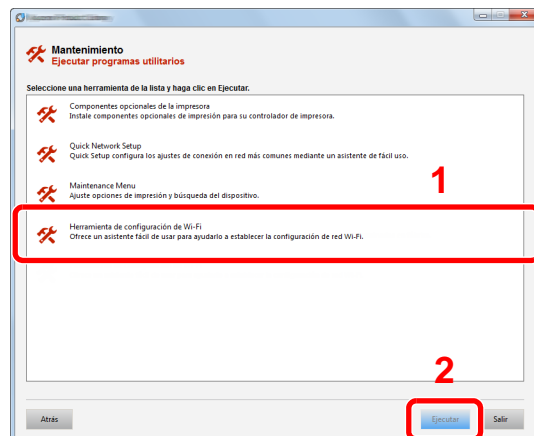 Mantenimiento
Ejecutar programas utilitarios
Seleccione una herramienta de la lista y haga clic en Ejecutar.
Componentes opcionales de la impresora
Instale componentes opcionales de impresión para su controlador de impresora.
Quick Network Setup
Quick Setup configura los ajustes de conexión en red más comunes mediante un asistente de fácil uso.
1
Maintenance Menu
Ajuste opciones de impresión y búsqueda del dispositivo.
Herramienta de configuración de Wi-Fi
Ofrece un asistente fácil de usar para ayudarlo a establecer la configuración de red Wi-Fi.
2
Atrás
Ejecutar
Salir